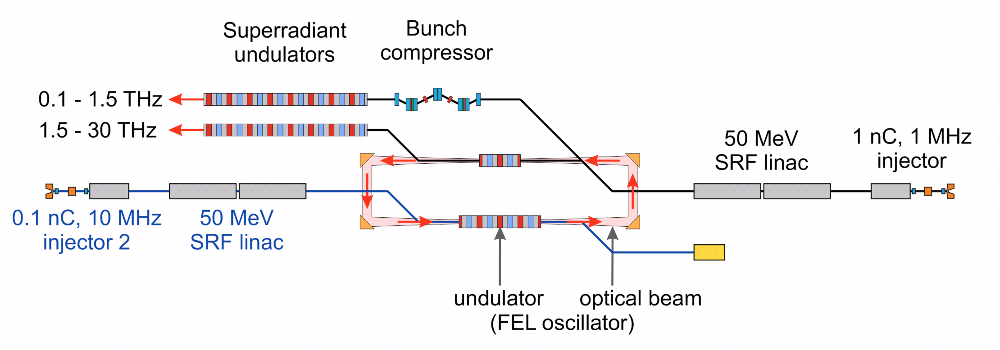 Superradiant
undulators
Bunch
compressor
0.1 - 1.5 THz
1.5 - 30 THz
50 MeV
SRF linac
1 nC, 1 MHz
injector
0.1 nC, 10 MHz
injector 2
50 MeV
SRF linac
undulator
optical beam
(FEL oscillator)